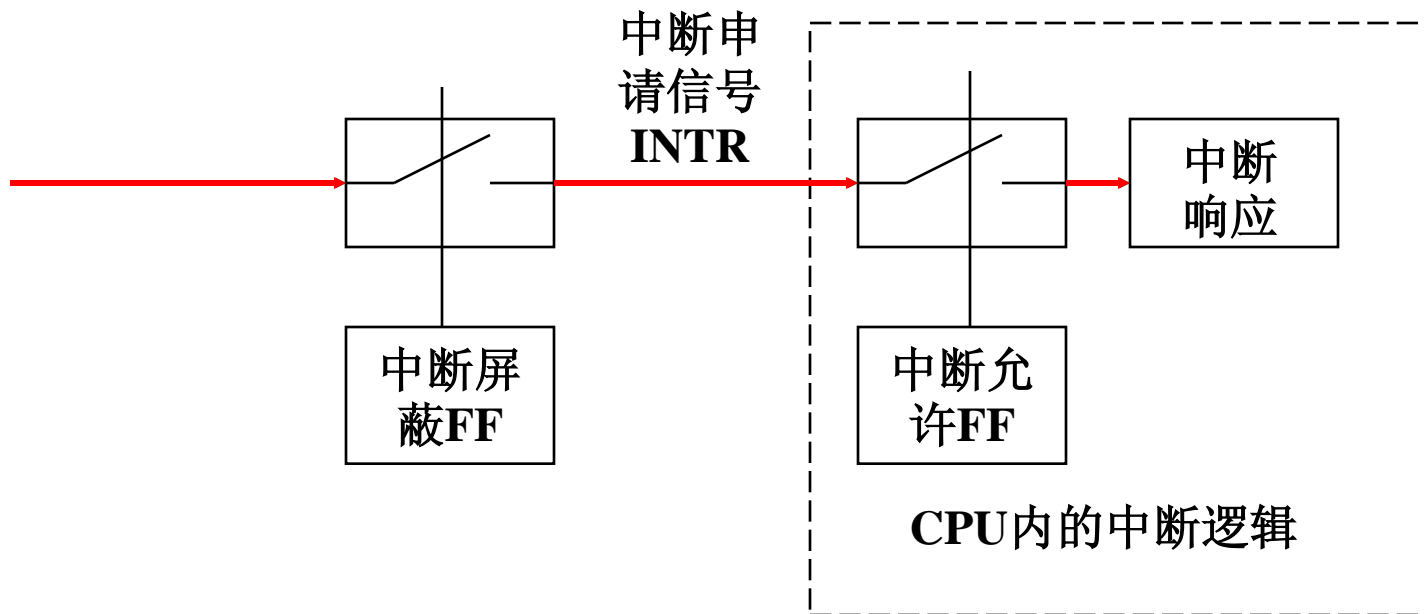 中断申
请信号
INTR
中断
响应
中断屏
蔽FF
中断允
许FF
CPU内的中断逻辑